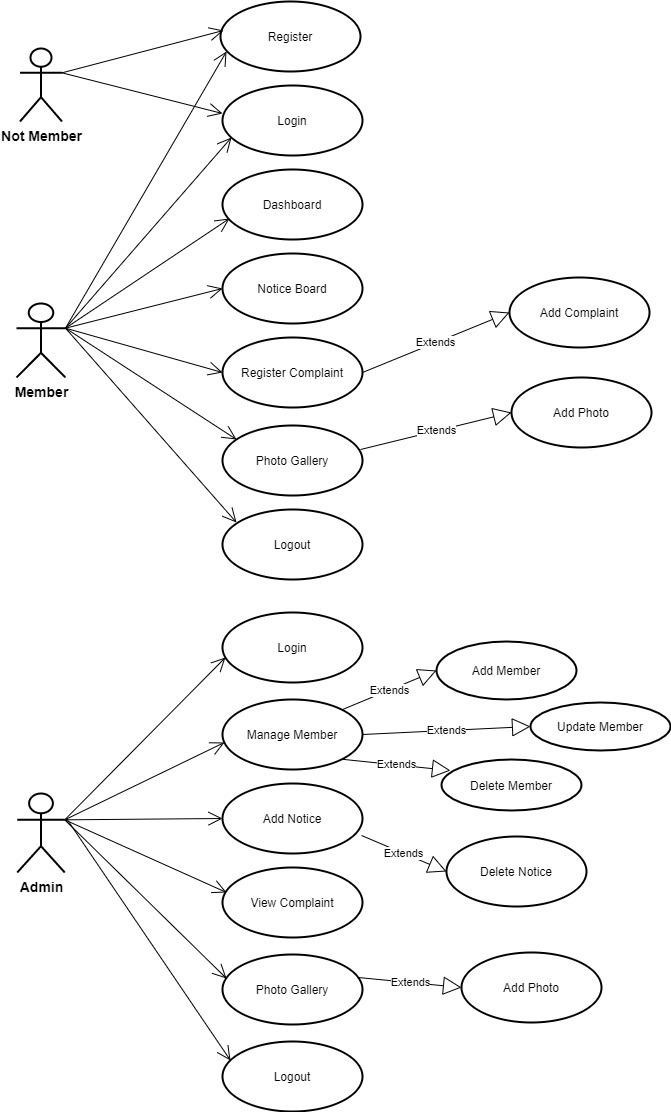 Register
Not Member
Login
Dashboard
Notice Board
Member
Register Complaint
Extends
Add Complaint
Photo Gallery
Extends
Add Photo
Logout
Login
Manage Member
Extends
Add Member
Extends
Update Member
Extends
Delete Member
Admin
Add Notice
Extends
Delete Notice
View Complaint
Photo Gallery
Extends
Add Photo
Logout